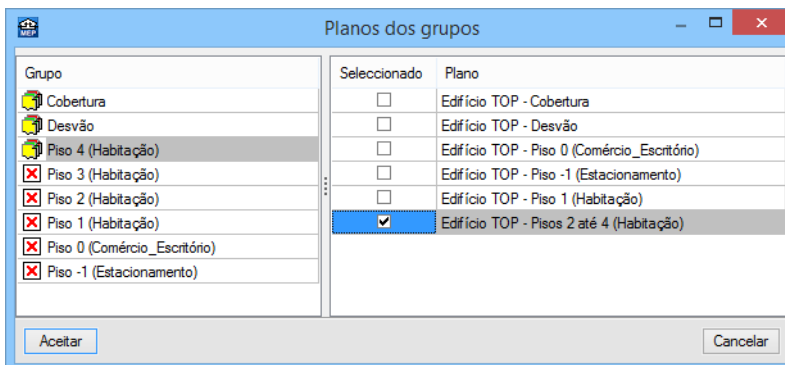 MEP
Planos dos grupos
Grupo
Cobertura
Desvão
Piso 4 (Habitação)
Piso 3 (Habitação)
Piso 2 (Habitação)
Piso 1 (Habitação)
Piso 0 (Comércio_Escritório)
Piso -1 (Estacionamento)
Seleccionado Plano
Edifício TOP - Cobertura
Edifício TOP - Desvão
Edifício TOP - Piso 0 (Comércio_Escritório)
Edifício TOP - Piso -1 (Estacionamento)
Edifício TOP - Piso 1 (Habitação)
Edifício TOP - Pisos 2 até 4 (Habitação)
Aceitar
Cancelar